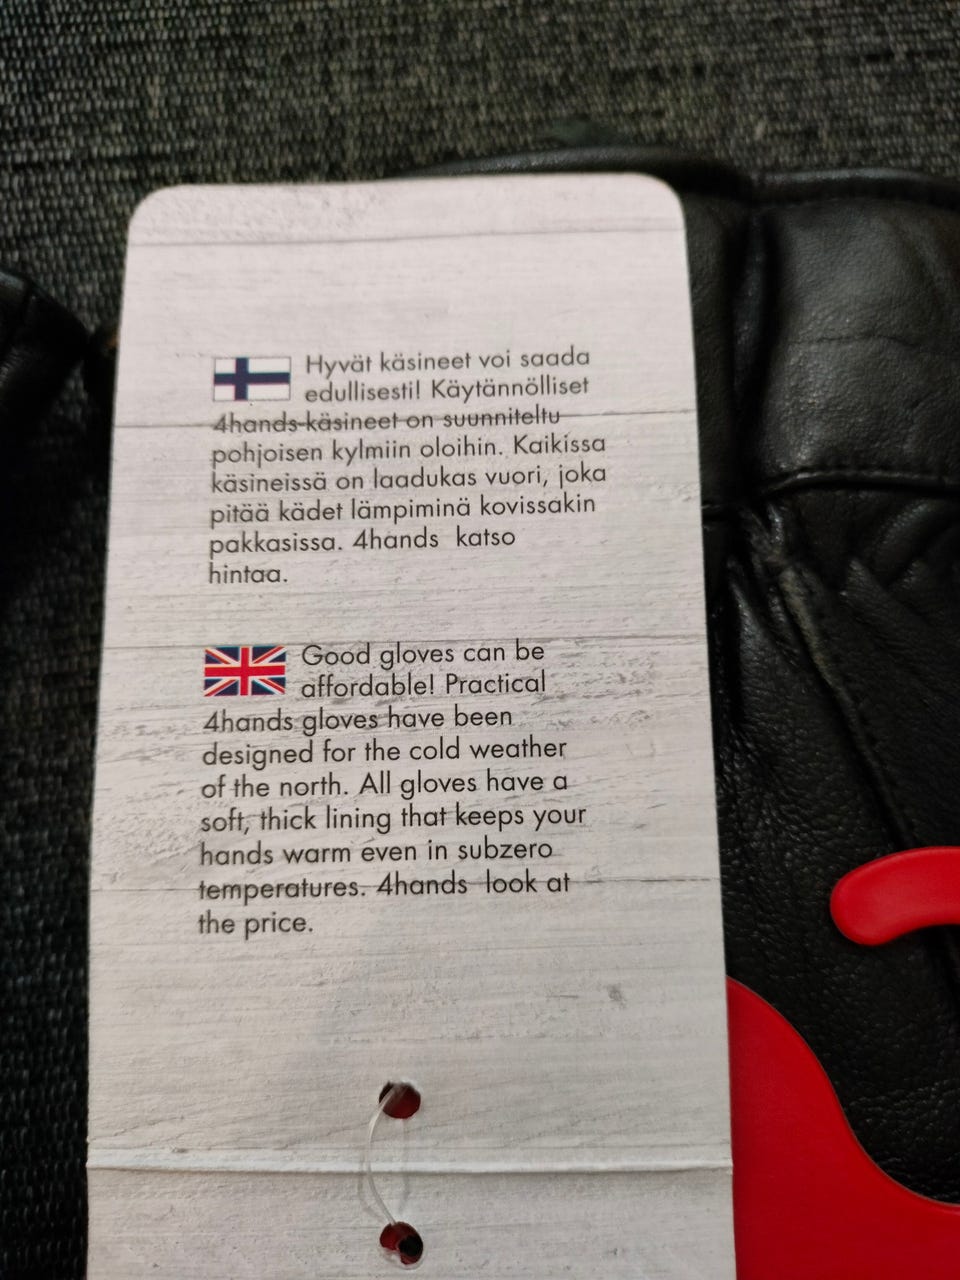 Hyvät käsineet voi saada
edullisesti! Käytännölliset
4hands-käsineet on suunniteltu
pohjoisen kylmiin oloihin. Kaikissa
käsineissä on laadukas vuori, joka
pitää kädet lämpiminä kovissakin
pakkasissa. 4hands katso
hintaa.
Good gloves can be
affordable! Practical
4hands gloves have been
designed for the cold weather
of the north. All gloves have a
soft, thick lining that keeps your
hands warm even in subzero
temperatures. 4hands look at
the price.